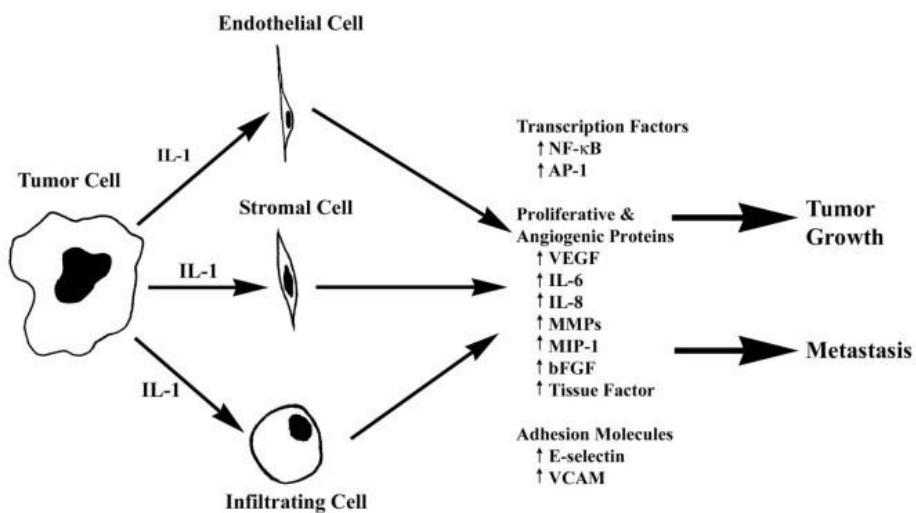 Endothelial Cell
IL-1
Tumor Cell
Stromal Cell
IL-1
IL-1
Infiltrating Cell
Transcription Factors
↑ NF-κB
↑ AP-1
Proliferative &
Angiogenic Proteins
↑ VEGF
↑ IL-6
↑ IL-8
↑ MMPs
↑ MIP-1
↑ bFGF
↑ Tissue Factor
Adhesion Molecules
↑ E-selectin
↑ VCAM
Tumor
Growth
Metastasis